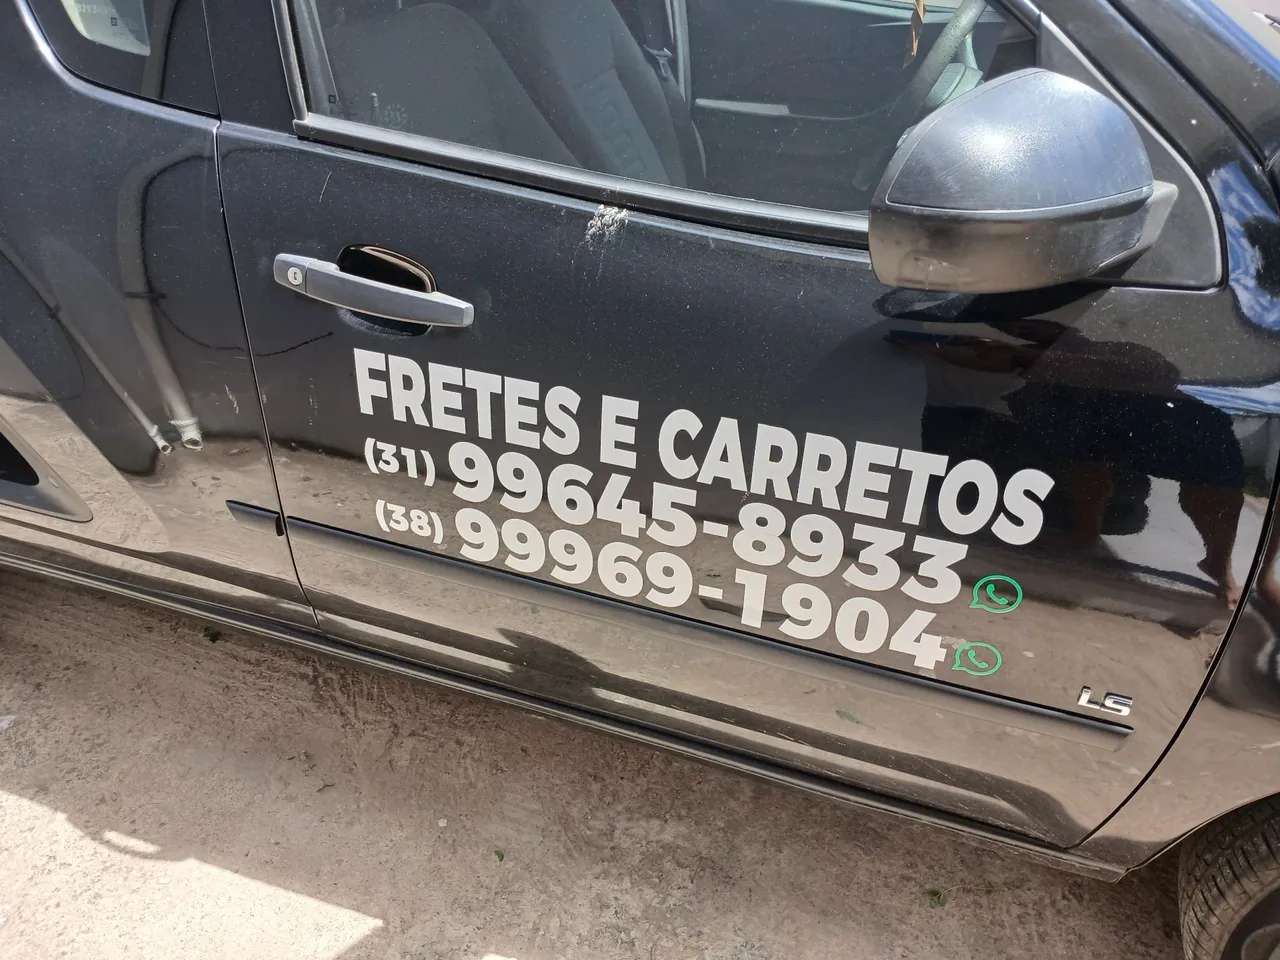 FRETES E CARRETOS
(31) 99645-8933
(38) 99969-1904
LS